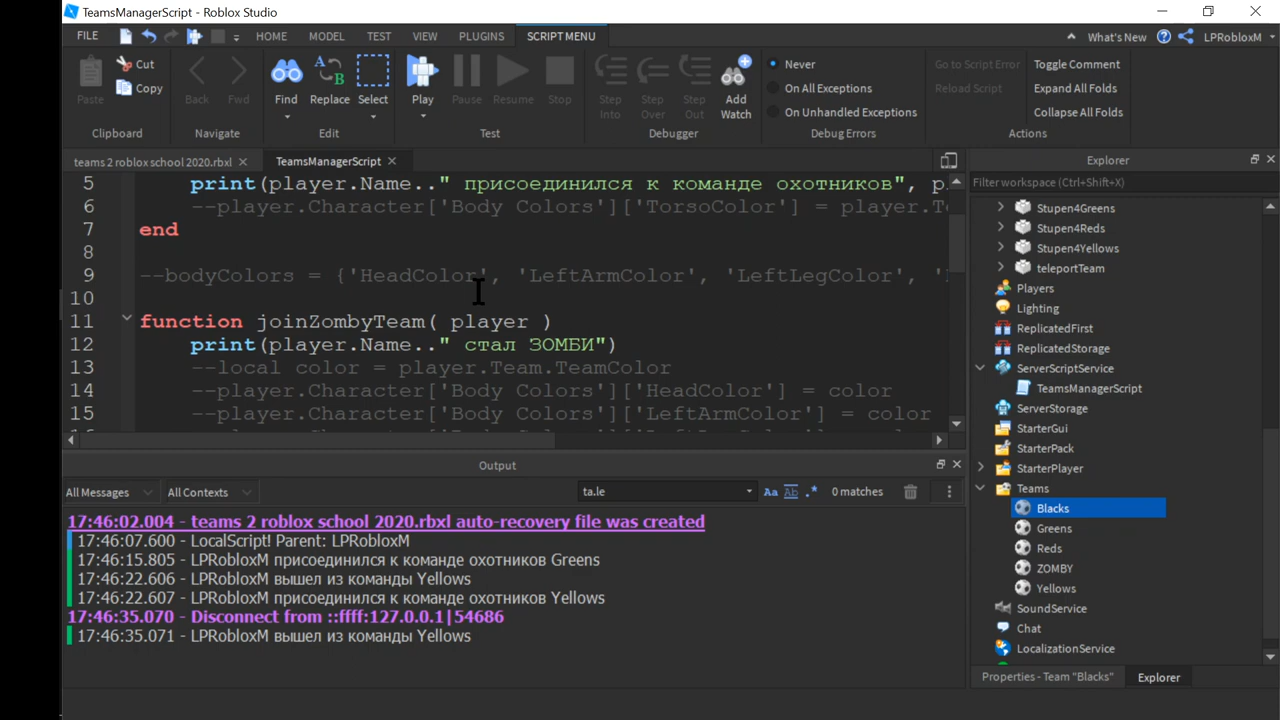 TeamsManagerScript - Roblox Studio
FILE HOME MODEL TEST VIEW PLUGINS SCRIPT MENU What's New LPRobloxM
Paste Cut Copy Back Fwd Find Replace Select Play Pause Resume Stop Step Into Step Over Step Out Add Watch Never On All Exceptions On Unhandled Exceptions Go to Script Error Reload Script Toggle Comment Expand All Folds Collapse All Folds
Clipboard Navigate Edit Test Debugger Debug Errors Actions
teams 2 roblox school 2020.rbxl TeamsManagerScript
5 print(player.Name.." присоединился к команде охотников", p
6 --player.Character['Body Colors']['TorsoColor'] = player.T
7 end
8
9 --bodyColors = {'HeadColor', 'LeftArmColor', 'LeftLegColor', '
10
11 function joinZombyTeam( player )
12 print(player.Name.." стал ЗОМБИ")
13 --local color = player.Team.TeamColor
14 --player.Character['Body Colors']['HeadColor'] = color
15 --player.Character['Body Colors']['LeftArmColor'] = color
Output
All Messages All Contexts ta.le Aa Ab .* 0 matches
17:46:02.004 - teams 2 roblox school 2020.rbxl auto-recovery file was created
17:46:07.600 - LocalScript! Parent: LPRobloxM
17:46:15.805 - LPRobloxM присоединился к команде охотников Greens
17:46:22.606 - LPRobloxM вышел из команды Yellows
17:46:22.607 - LPRobloxM присоединился к команде охотников Yellows
17:46:35.070 - Disconnect from ::ffff:127.0.0.1|54686
17:46:35.071 - LPRobloxM вышел из команды Yellows
Explorer
Filter workspace (Ctrl+Shift+X)
Stupen4Greens
Stupen4Reds
Stupen4Yellows
teleportTeam
Players
Lighting
ReplicatedFirst
ReplicatedStorage
ServerScriptService
TeamsManagerScript
ServerStorage
StarterGui
StarterPack
StarterPlayer
Teams
Blacks
Greens
Reds
ZOMBY
Yellows
SoundService
Chat
LocalizationService
Properties - Team "Blacks" Explorer